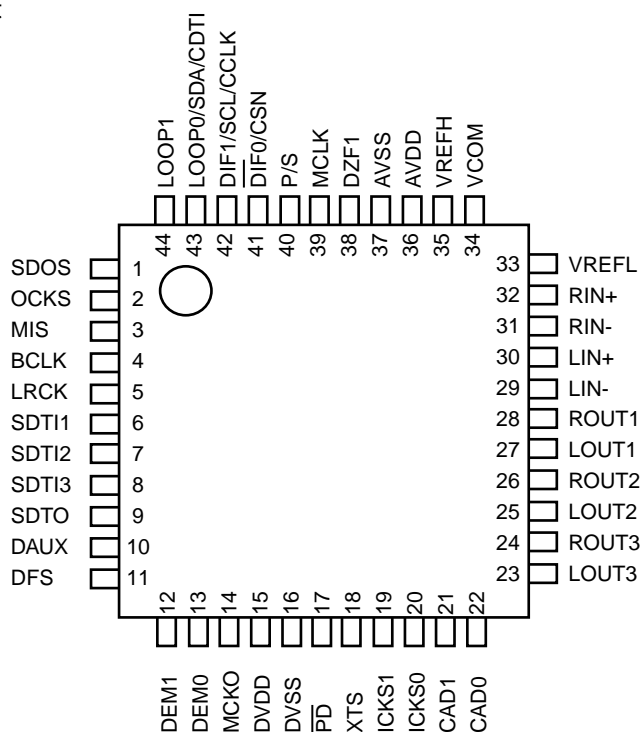 LOOP1
LOOP0/SDA/CDTI
DIF1/SCL/CCLK
DIF0/CSN
P/S
MCLK
DZF1
AVSS
AVDD
VREFH
VCOM
44
43
42
41
40
39
38
37
36
35
34
SDOS 1
OCKS 2
MIS 3
BCLK 4
LRCK 5
SDTI1 6
SDTI2 7
SDTI3 8
SDTO 9
DAUX 10
DFS 11
33 VREFL
32 RIN+
31 RIN-
30 LIN+
29 LIN-
28 ROUT1
27 LOUT1
26 ROUT2
25 LOUT2
24 ROUT3
23 LOUT3
12
13
14
15
16
17
18
19
20
21
22
DEM1
DEM0
MCKO
DVDD
DVSS
PD
XTS
ICKS1
ICKS0
CAD1
CAD0